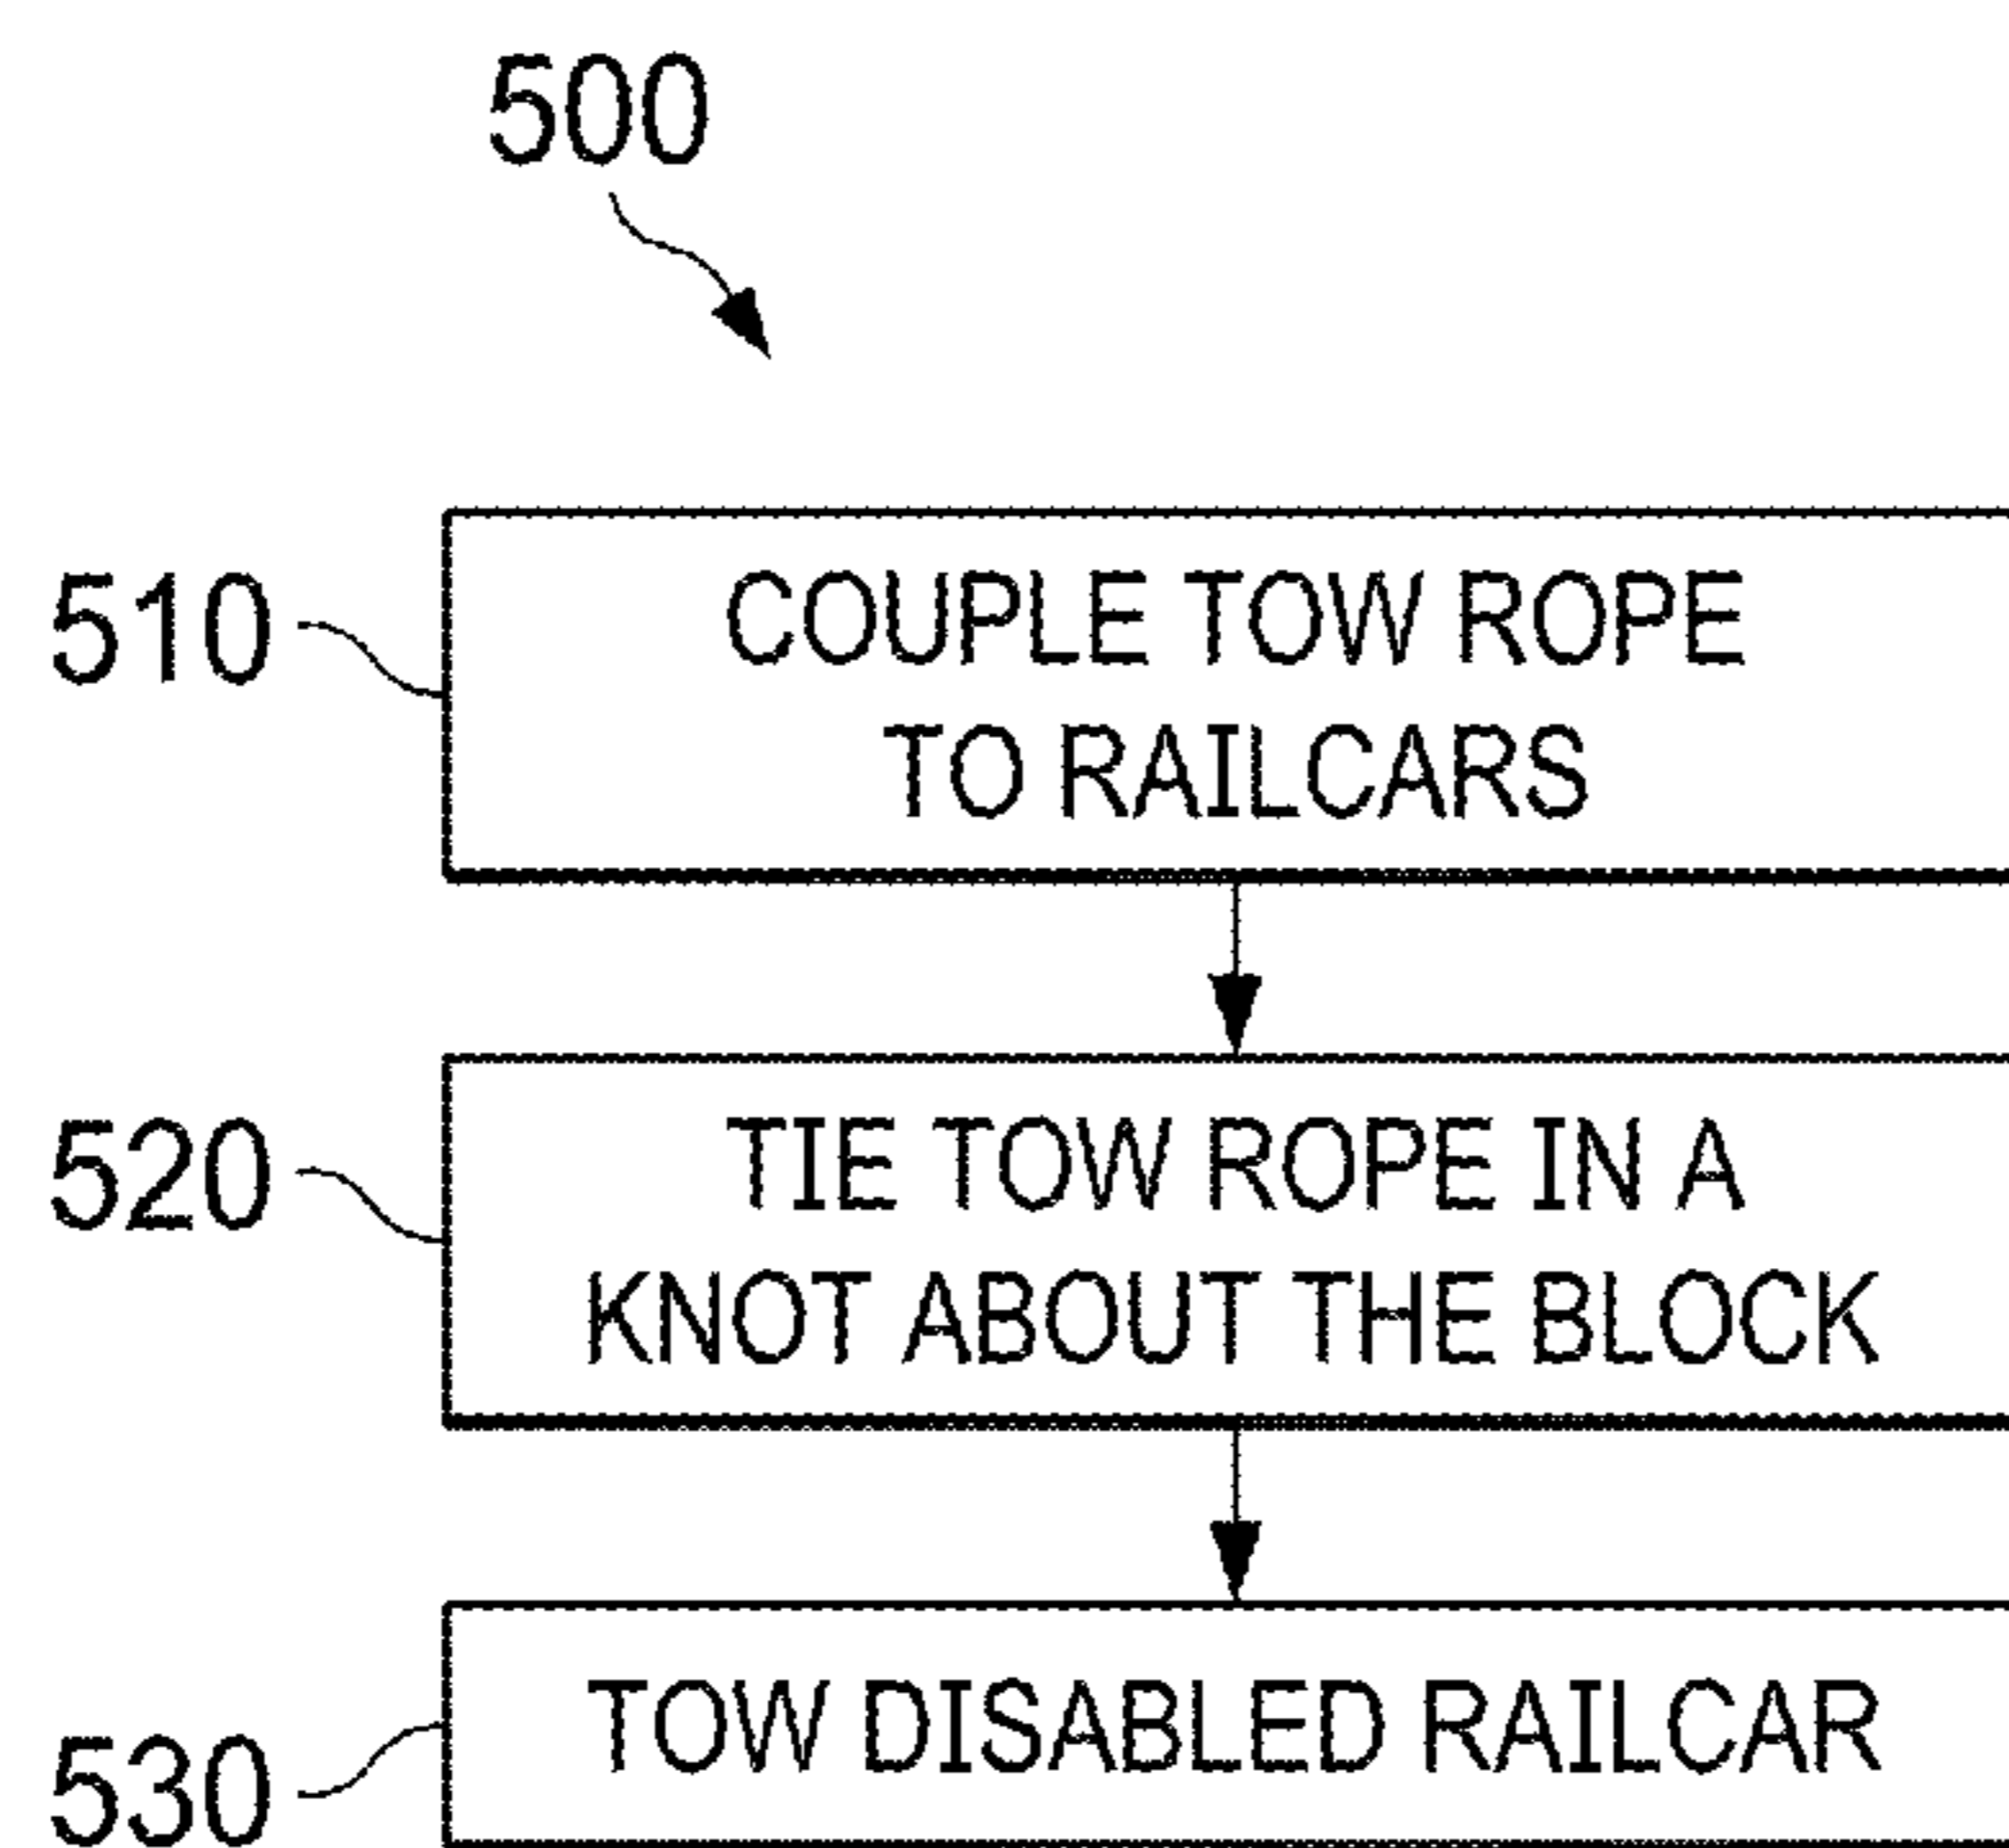 500
510
COUPLE TOW ROPE
TO RAILCARS
520
TIE TOW ROPE IN A
KNOT ABOUT THE BLOCK
530
TOW DISABLED RAILCAR